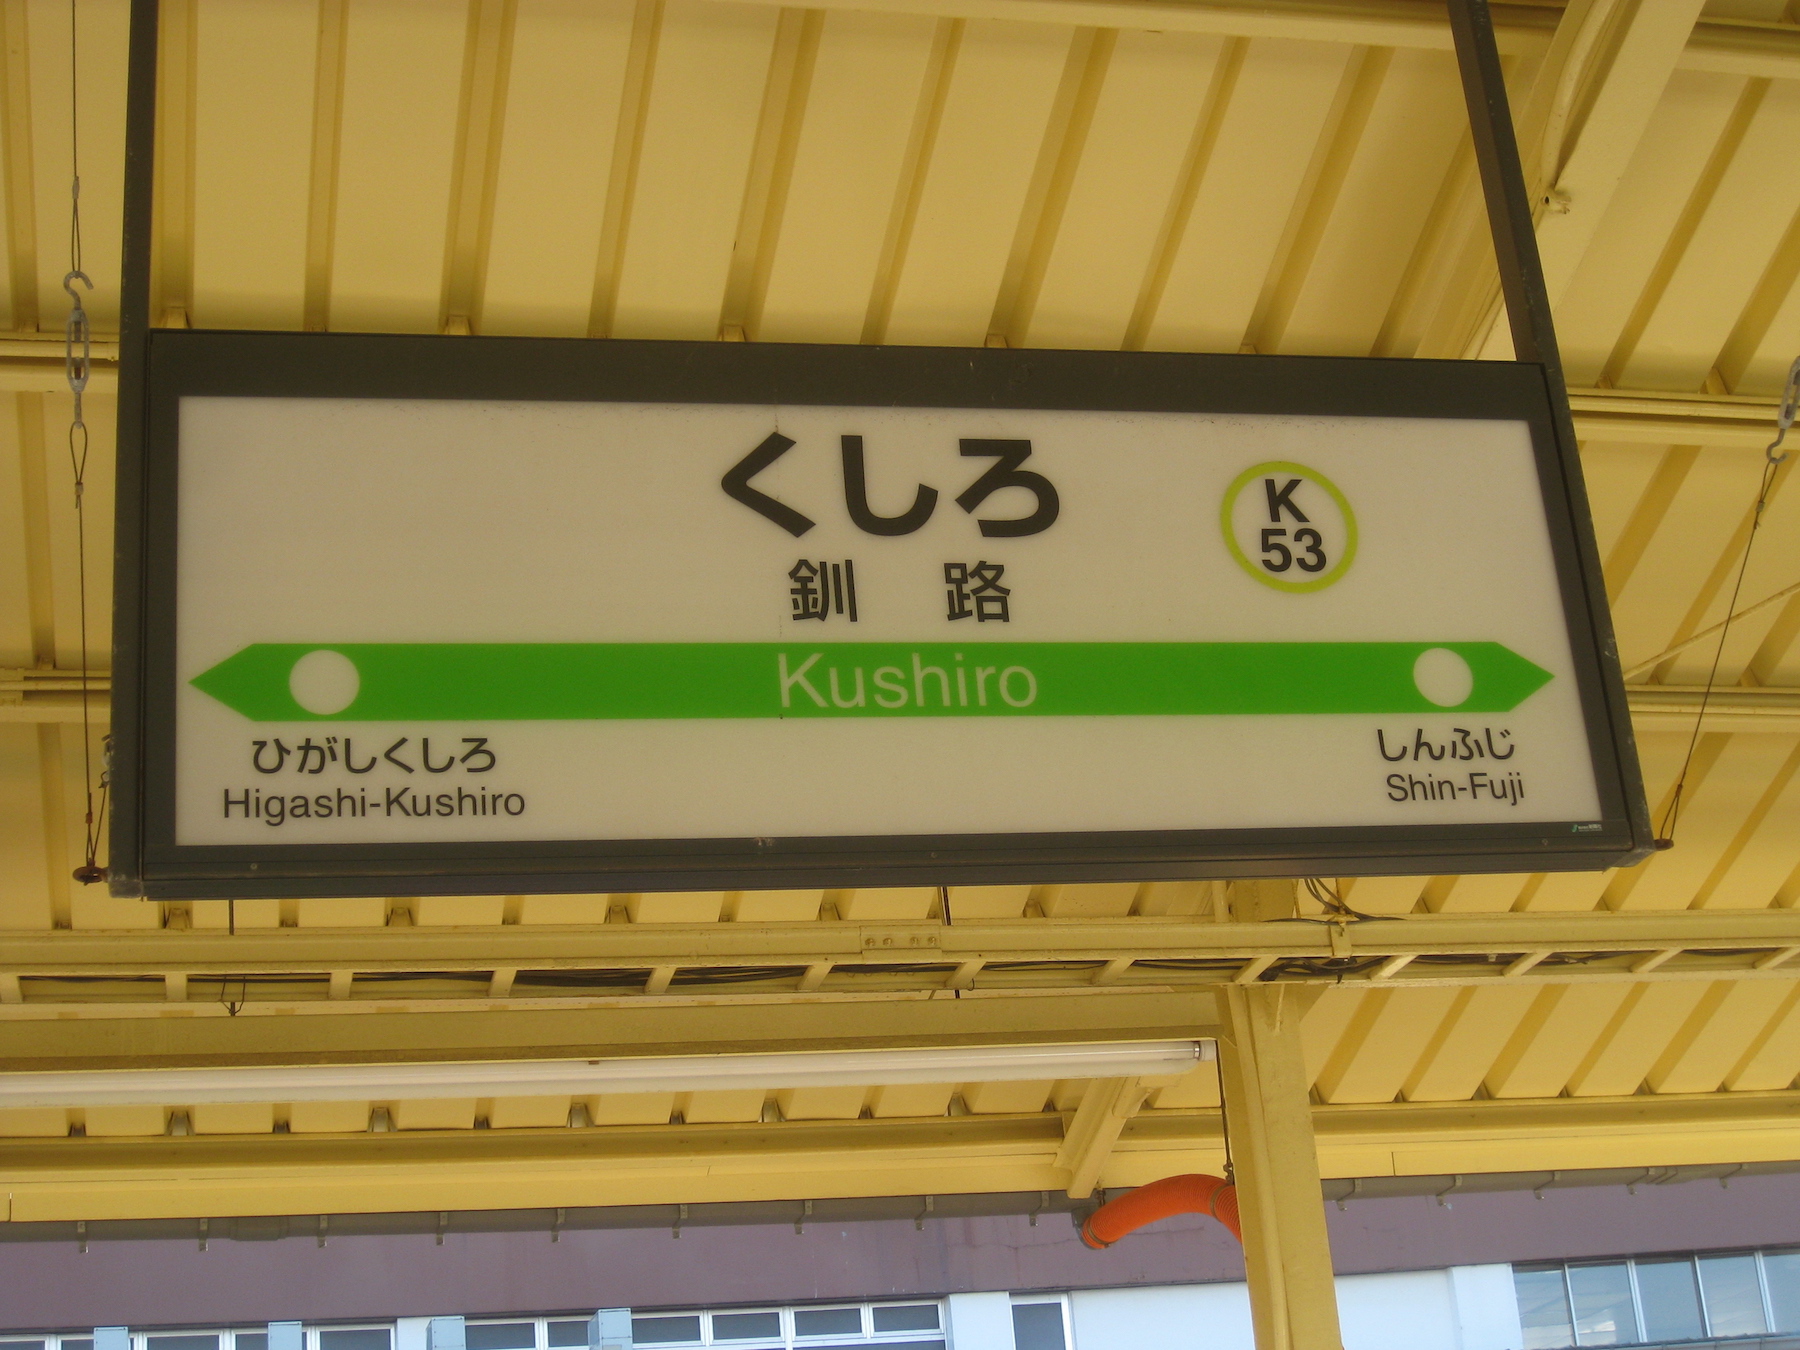 くしろ
K
53
釧 路
Kushiro
ひがしくしろ
Higashi-Kushiro
しんふじ
Shin-Fuji